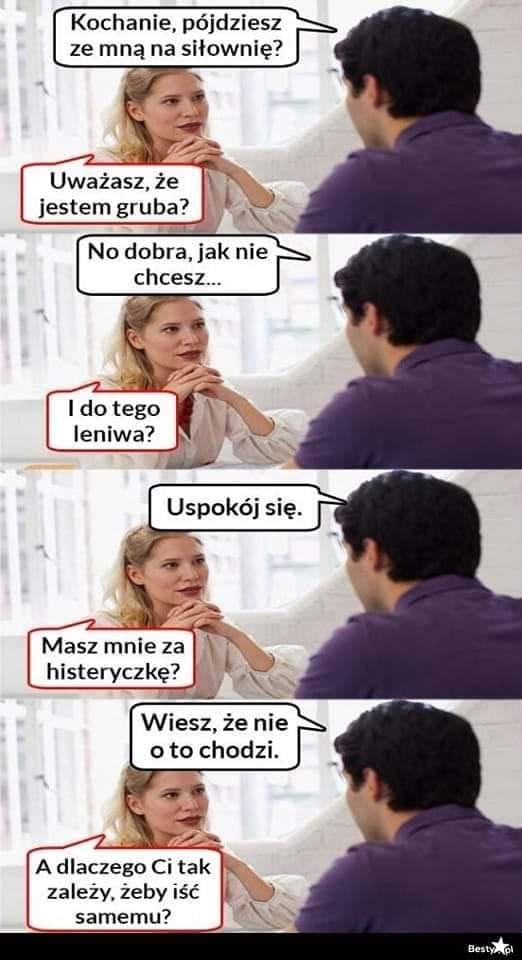 Kochanie, pójdziesz
ze mną na siłownię?
Uważasz, że
jestem gruba?
No dobra, jak nie
chcesz...
I do tego
leniwa?
Uspokój się.
Masz mnie za
histeryczkę?
Wiesz, że nie
o to chodzi.
A dlaczego Ci tak
zależy, żeby iść
samemu?
Besty.pl